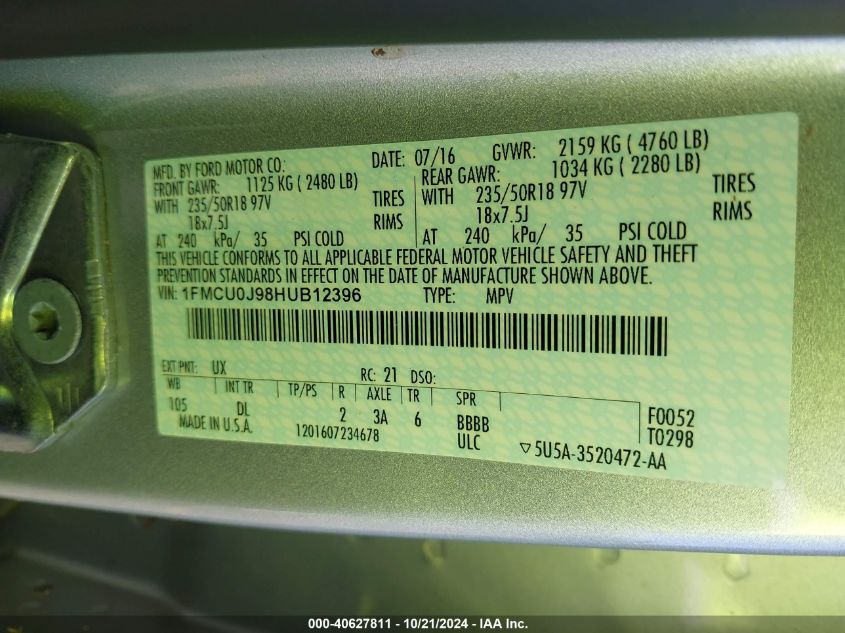 MFD. BY FORD MOTOR CO: DATE: 07/16 GVWR: 2159 KG ( 4760 LB)
FRONT GAWR: 1125 KG ( 2480 LB) REAR GAWR: 1034 KG ( 2280 LB)
WITH 235/50R18 97V TIRES WITH 235/50R18 97V TIRES
18x7.5J RIMS 18x7.5J RIMS
AT 240 kPa/ 35 PSI COLD AT 240 kPa/ 35 PSI COLD
THIS VEHICLE CONFORMS TO ALL APPLICABLE FEDERAL MOTOR VEHICLE SAFETY AND THEFT
PREVENTION STANDARDS IN EFFECT ON THE DATE OF MANUFACTURE SHOWN ABOVE.
VIN: 1FMCU0J98HUB12396 TYPE: MPV
EXT PNT: UX RC: 21 DSO:
WB INT TR TP/PS R AXLE TR SPR
105 DL 2 3A 6 BBBB F0052
MADE IN U.S.A. 1201607234678 ULC T0298
▽5U5A-3520472-AA
000-40627811 - 10/21/2024 - IAA Inc.